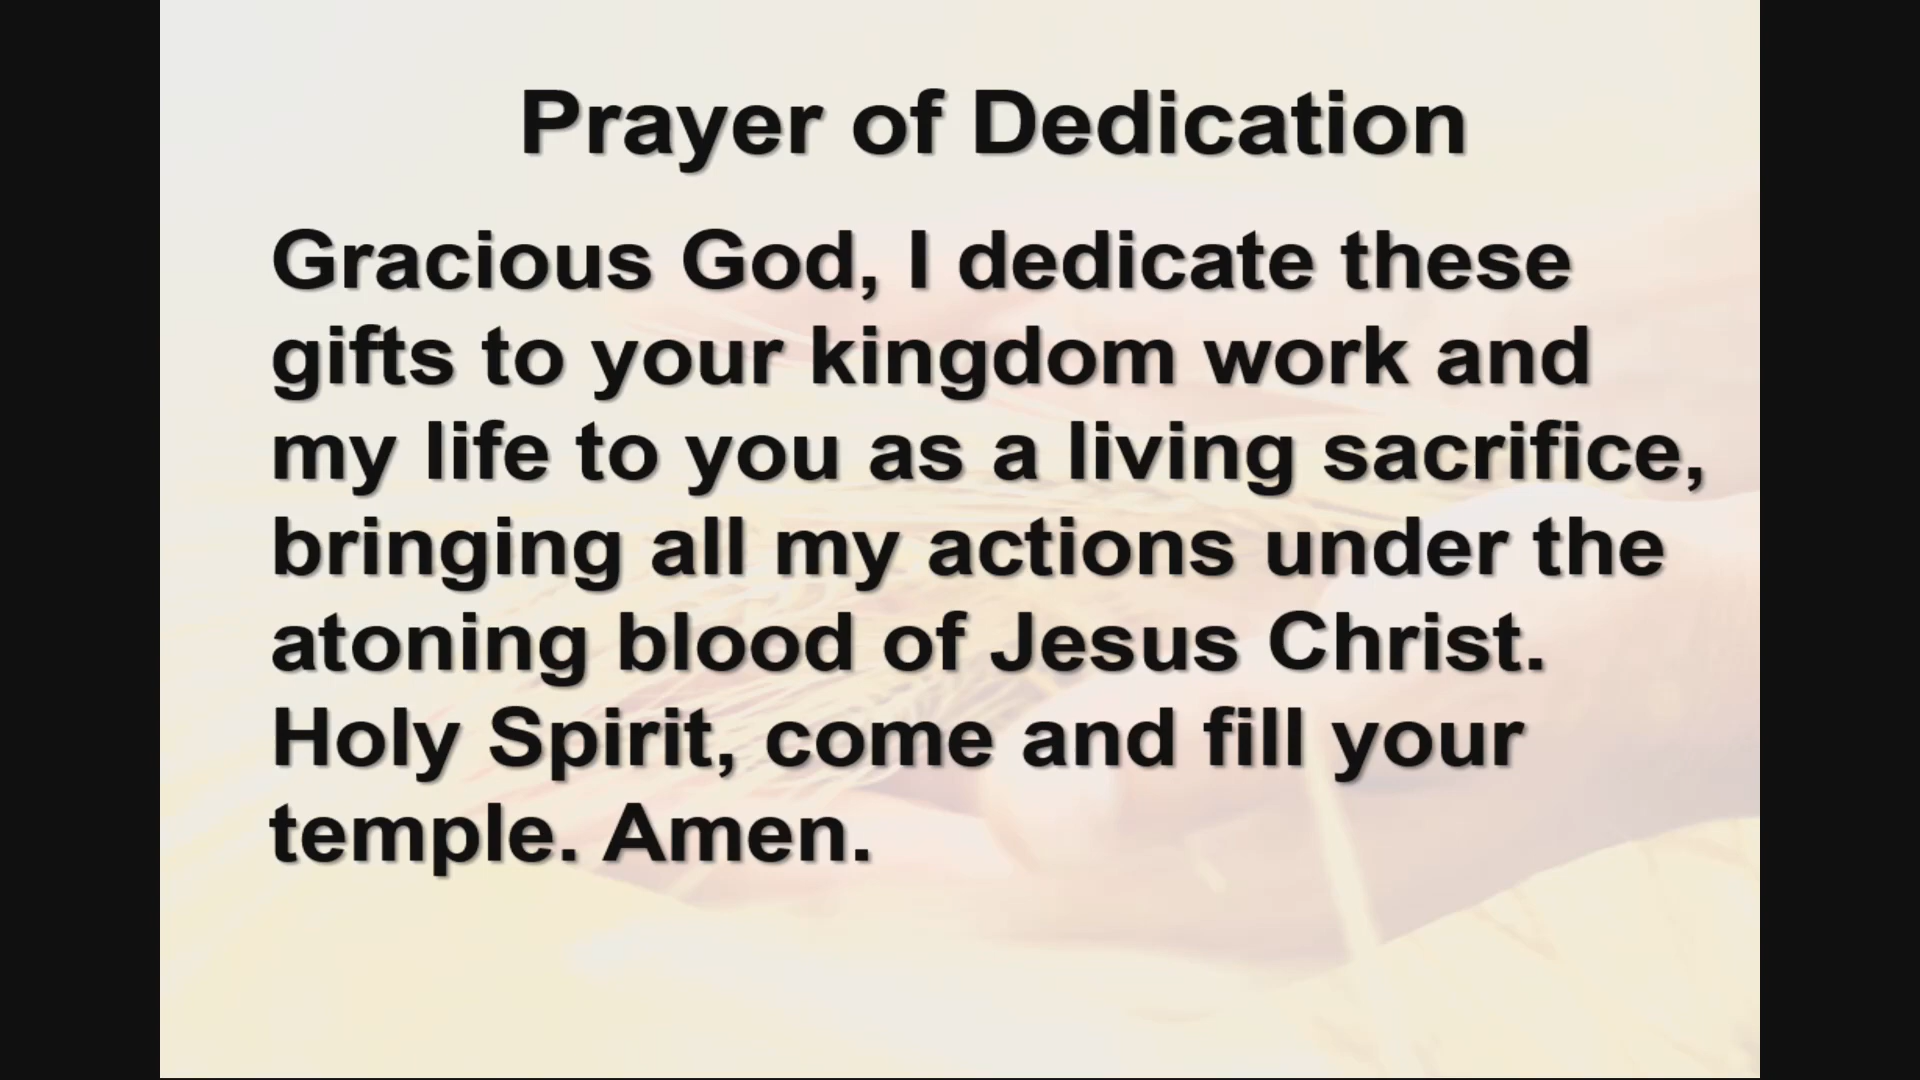 Prayer of Dedication
Gracious God, I dedicate these
gifts to your kingdom work and
my life to you as a living sacrifice,
bringing all my actions under the
atoning blood of Jesus Christ.
Holy Spirit, come and fill your
temple. Amen.